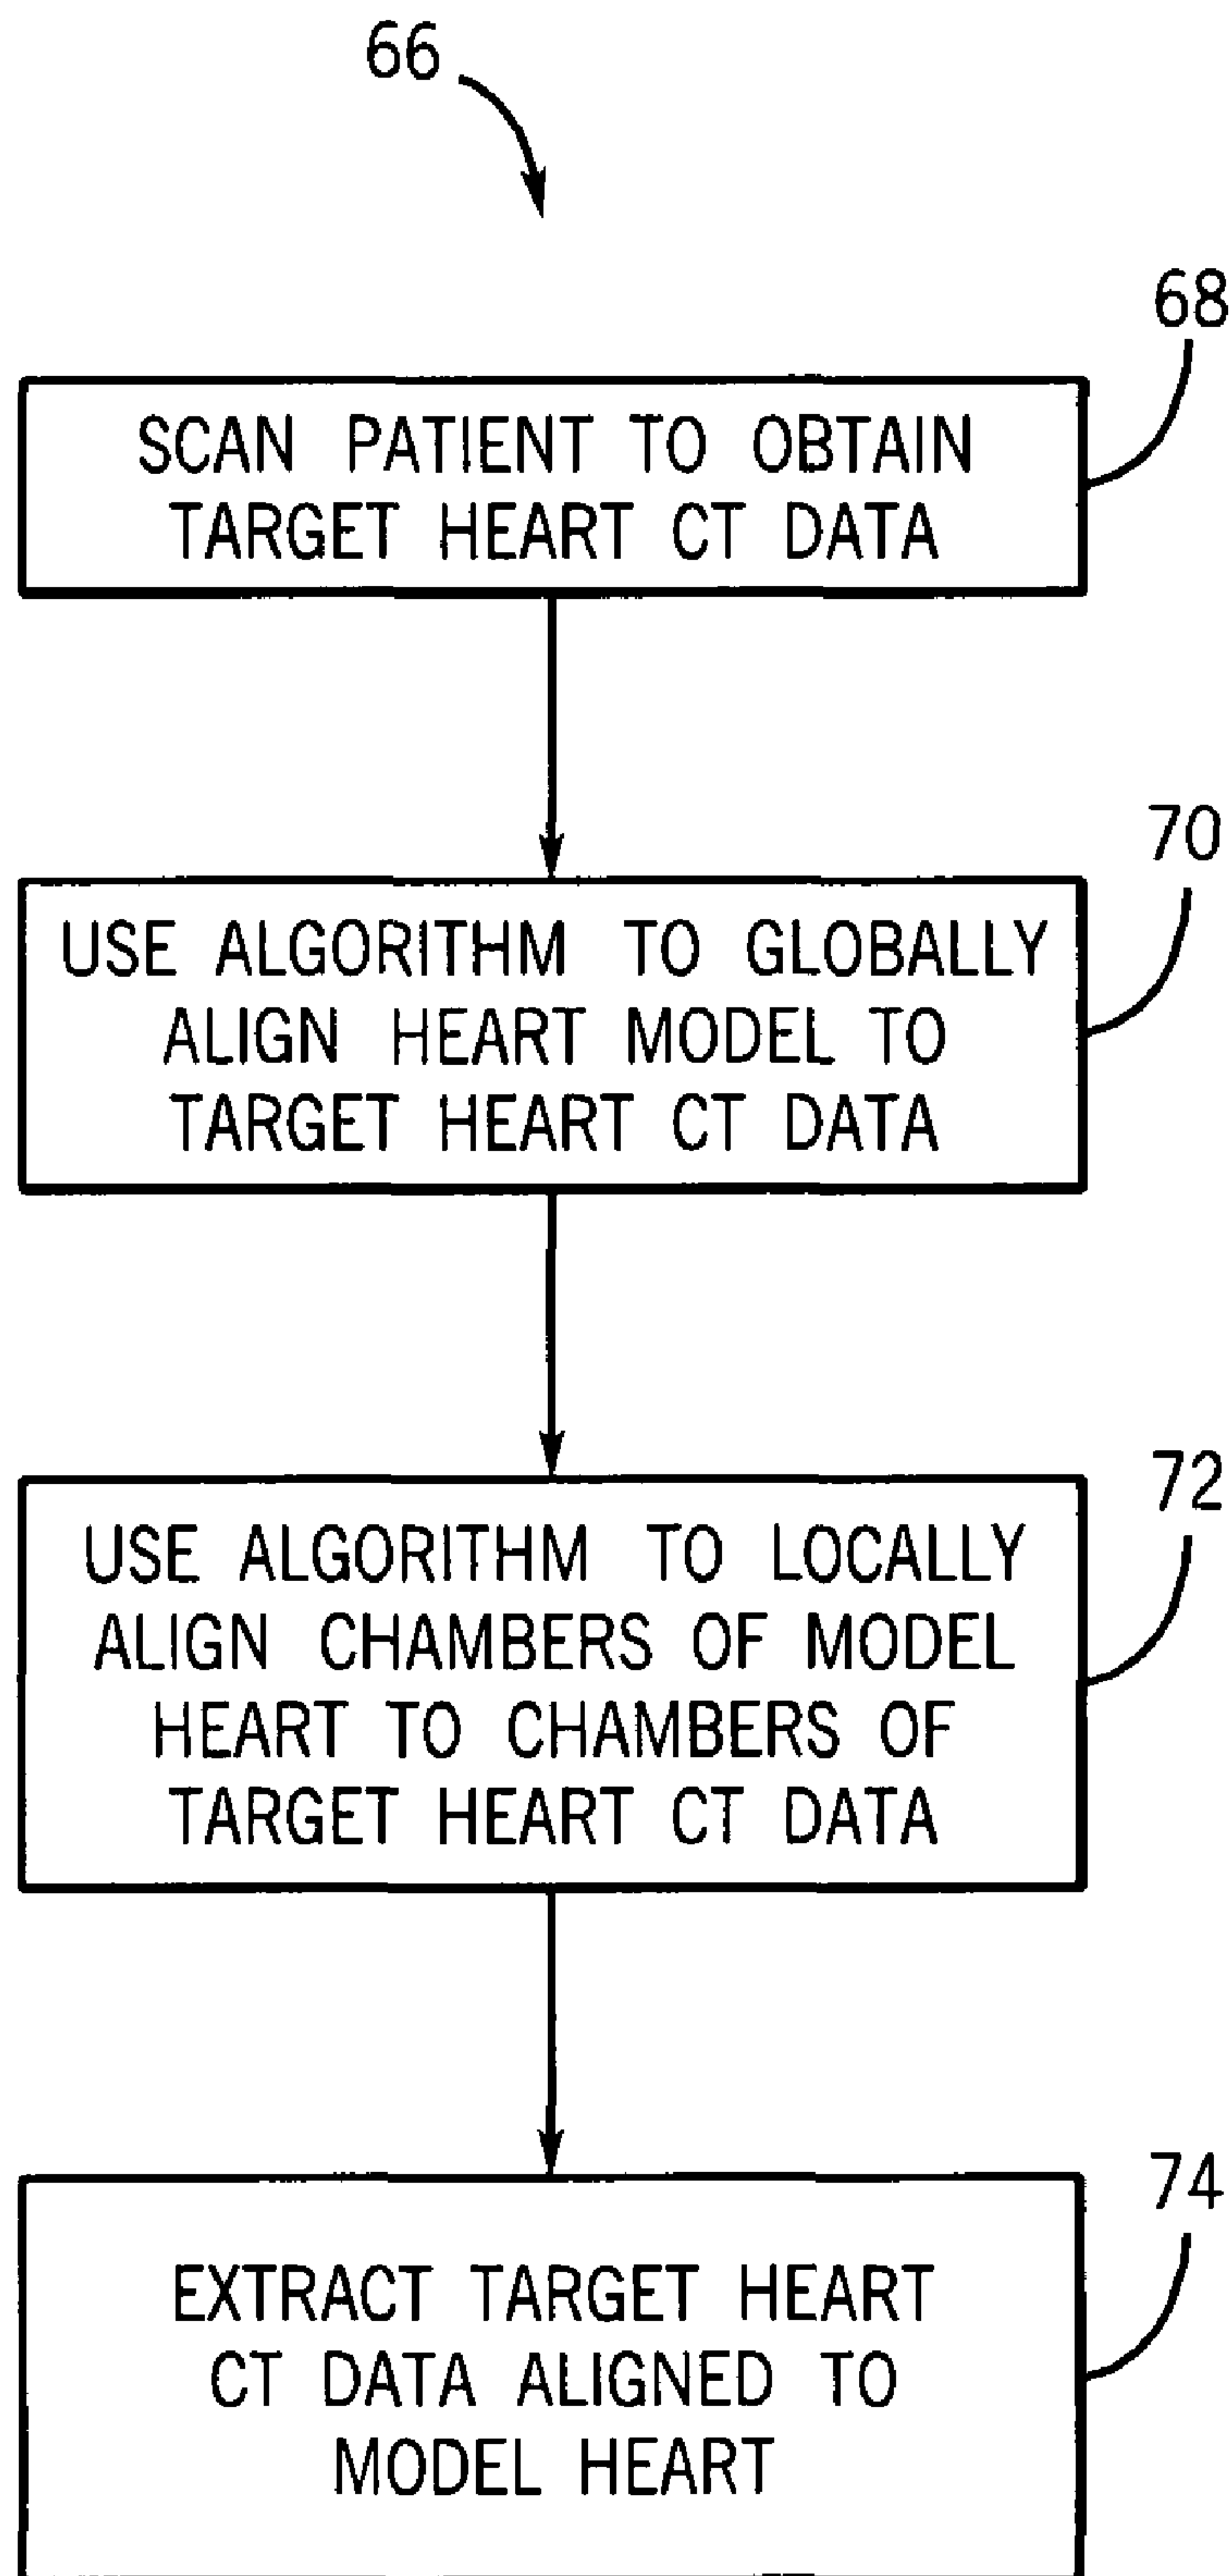 66
68
SCAN PATIENT TO OBTAIN
TARGET HEART CT DATA
70
USE ALGORITHM TO GLOBALLY
ALIGN HEART MODEL TO
TARGET HEART CT DATA
72
USE ALGORITHM TO LOCALLY
ALIGN CHAMBERS OF MODEL
HEART TO CHAMBERS OF
TARGET HEART CT DATA
74
EXTRACT TARGET HEART
CT DATA ALIGNED TO
MODEL HEART